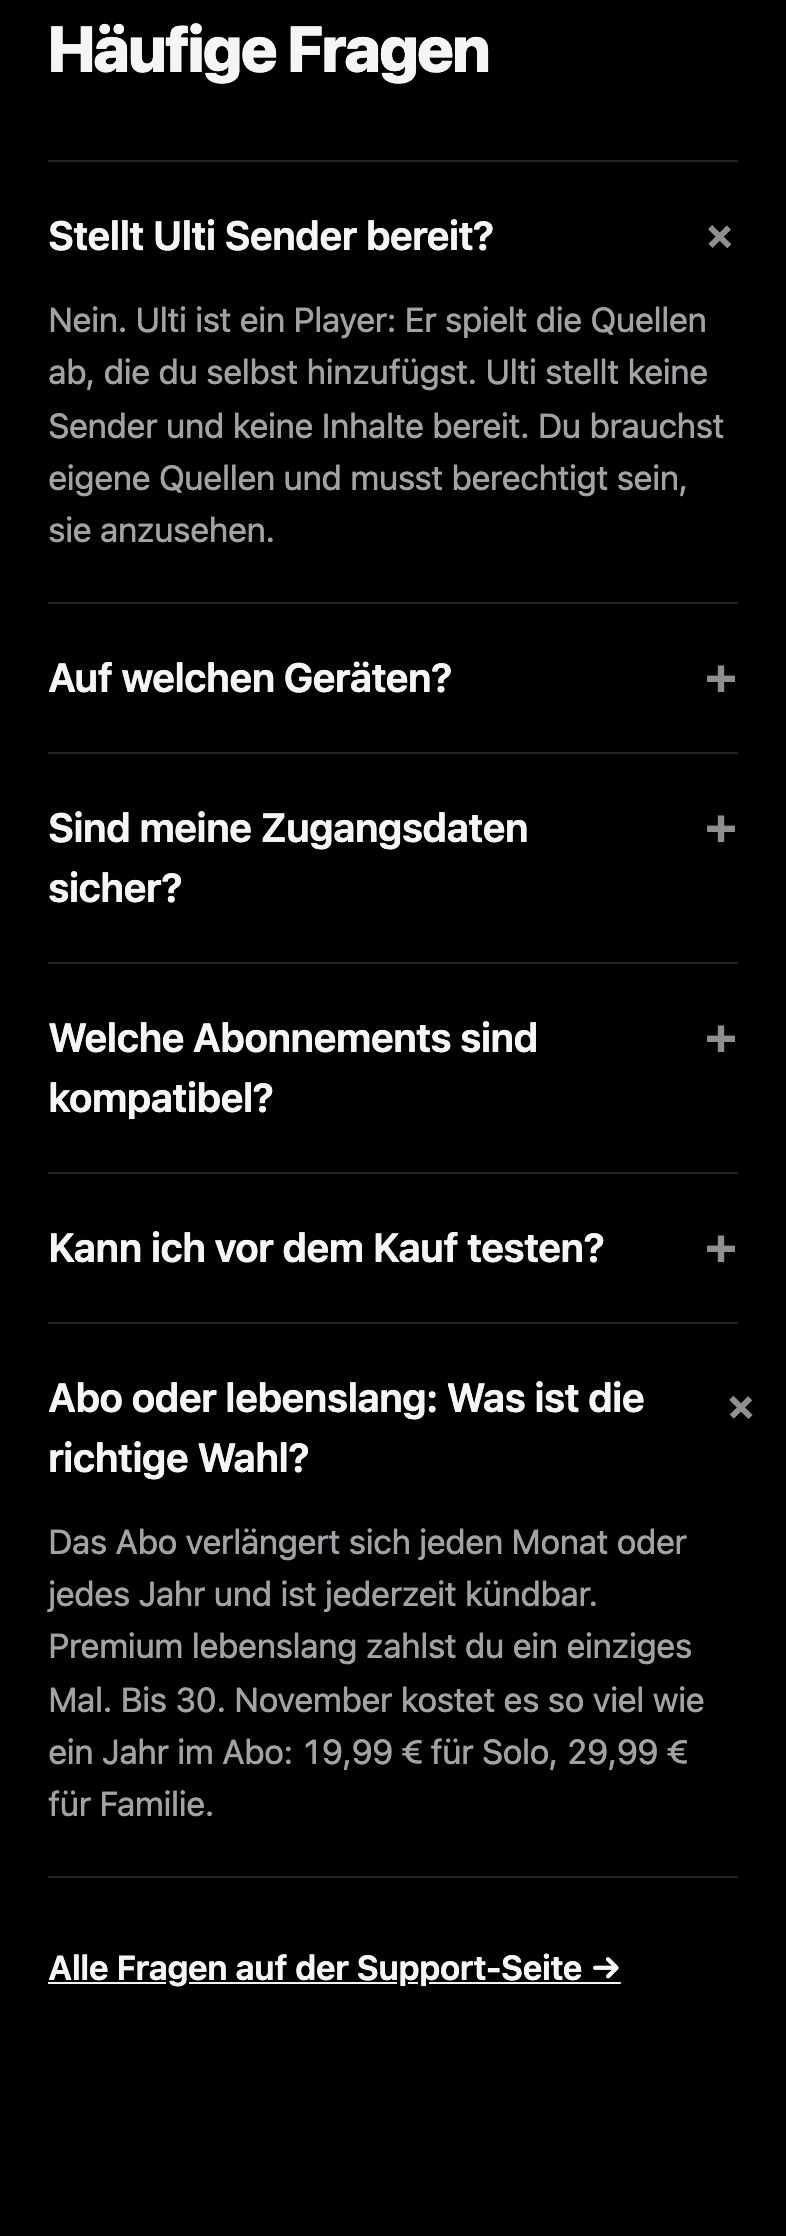 Häufige Fragen
Stellt Ulti Sender bereit?
Nein. Ulti ist ein Player: Er spielt die Quellen
ab, die du selbst hinzufügst. Ulti stellt keine
Sender und keine Inhalte bereit. Du brauchst
eigene Quellen und musst berechtigt sein,
sie anzusehen.
Auf welchen Geräten?
Sind meine Zugangsdaten
sicher?
Welche Abonnements sind
kompatibel?
Kann ich vor dem Kauf testen?
Abo oder lebenslang: Was ist die
richtige Wahl?
Das Abo verlängert sich jeden Monat oder
jedes Jahr und ist jederzeit kündbar.
Premium lebenslang zahlst du ein einziges
Mal. Bis 30. November kostet es so viel wie
ein Jahr im Abo: 19,99 € für Solo, 29,99 €
für Familie.
Alle Fragen auf der Support-Seite →